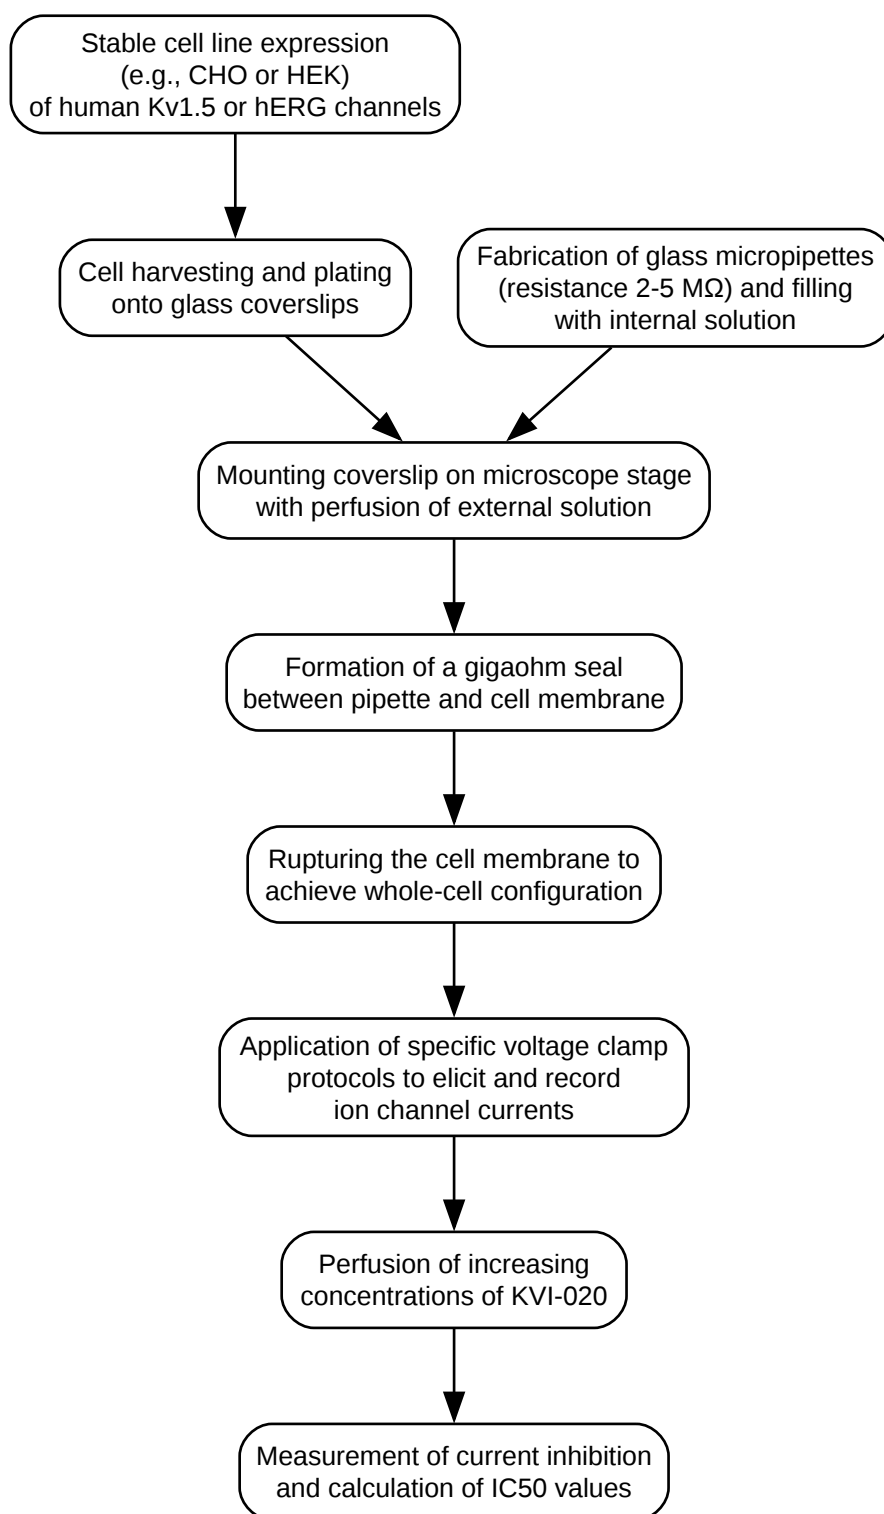 Stable cell line expression
(e.g., CHO or HEK)
of human Kv1.5 or hERG channels
Cell harvesting and plating
onto glass coverslips
Fabrication of glass micropipettes
(resistance 2-5 MΩ) and filling
with internal solution
Mounting coverslip on microscope stage
with perfusion of external solution
Formation of a gigaohm seal
between pipette and cell membrane
Rupturing the cell membrane to
achieve whole-cell configuration
Application of specific voltage clamp
protocols to elicit and record
ion channel currents
Perfusion of increasing
concentrations of KVI-020
Measurement of current inhibition
and calculation of IC50 values